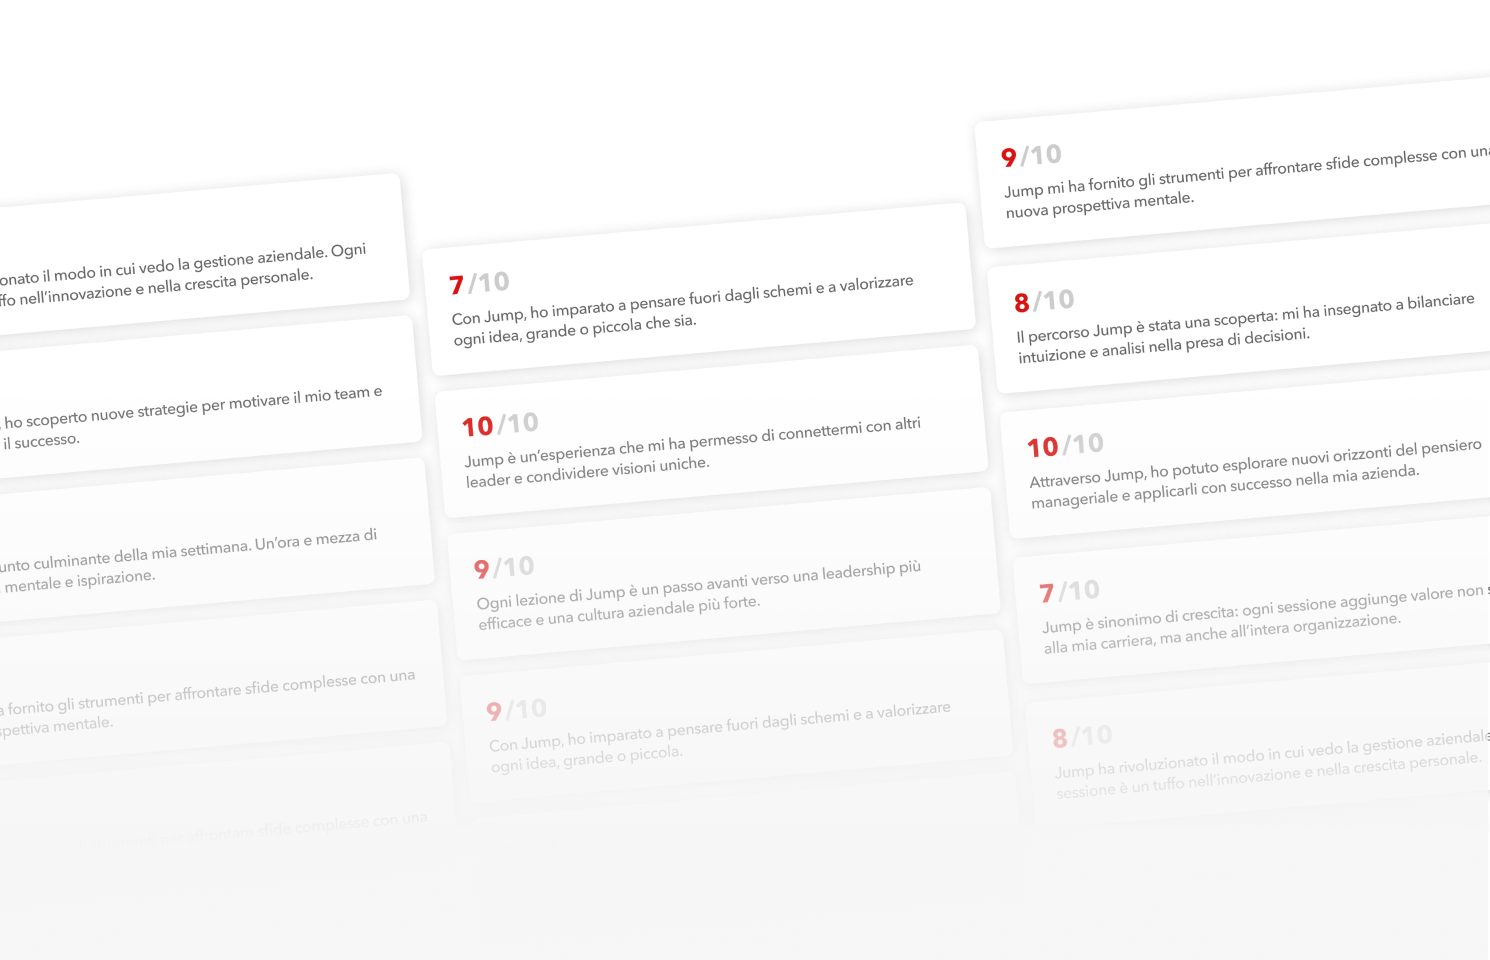 onato il modo in cui vedo la gestione aziendale. Ogni
ffo nell’innovazione e nella crescita personale.
, ho scoperto nuove strategie per motivare il mio team e
il successo.
unto culminante della mia settimana. Un’ora e mezza di
mentale e ispirazione.
a fornito gli strumenti per affrontare sfide complesse con una
spettiva mentale.
per affrontare sfide complesse con una
7/10
Con Jump, ho imparato a pensare fuori dagli schemi e a valorizzare
ogni idea, grande o piccola che sia.
10/10
Jump è un’esperienza che mi ha permesso di connettermi con altri
leader e condividere visioni uniche.
9/10
Ogni lezione di Jump è un passo avanti verso una leadership più
efficace e una cultura aziendale più forte.
9/10
Con Jump, ho imparato a pensare fuori dagli schemi e a valorizzare
ogni idea, grande o piccola.
9/10
Jump mi ha fornito gli strumenti per affrontare sfide complesse con una
nuova prospettiva mentale.
8/10
Il percorso Jump è stata una scoperta: mi ha insegnato a bilanciare
intuizione e analisi nella presa di decisioni.
10/10
Attraverso Jump, ho potuto esplorare nuovi orizzonti del pensiero
manageriale e applicarli con successo nella mia azienda.
7/10
Jump è sinonimo di crescita: ogni sessione aggiunge valore non s
alla mia carriera, ma anche all’intera organizzazione.
8/10
Jump ha rivoluzionato il modo in cui vedo la gestione aziendale
sessione è un tuffo nell’innovazione e nella crescita personale.